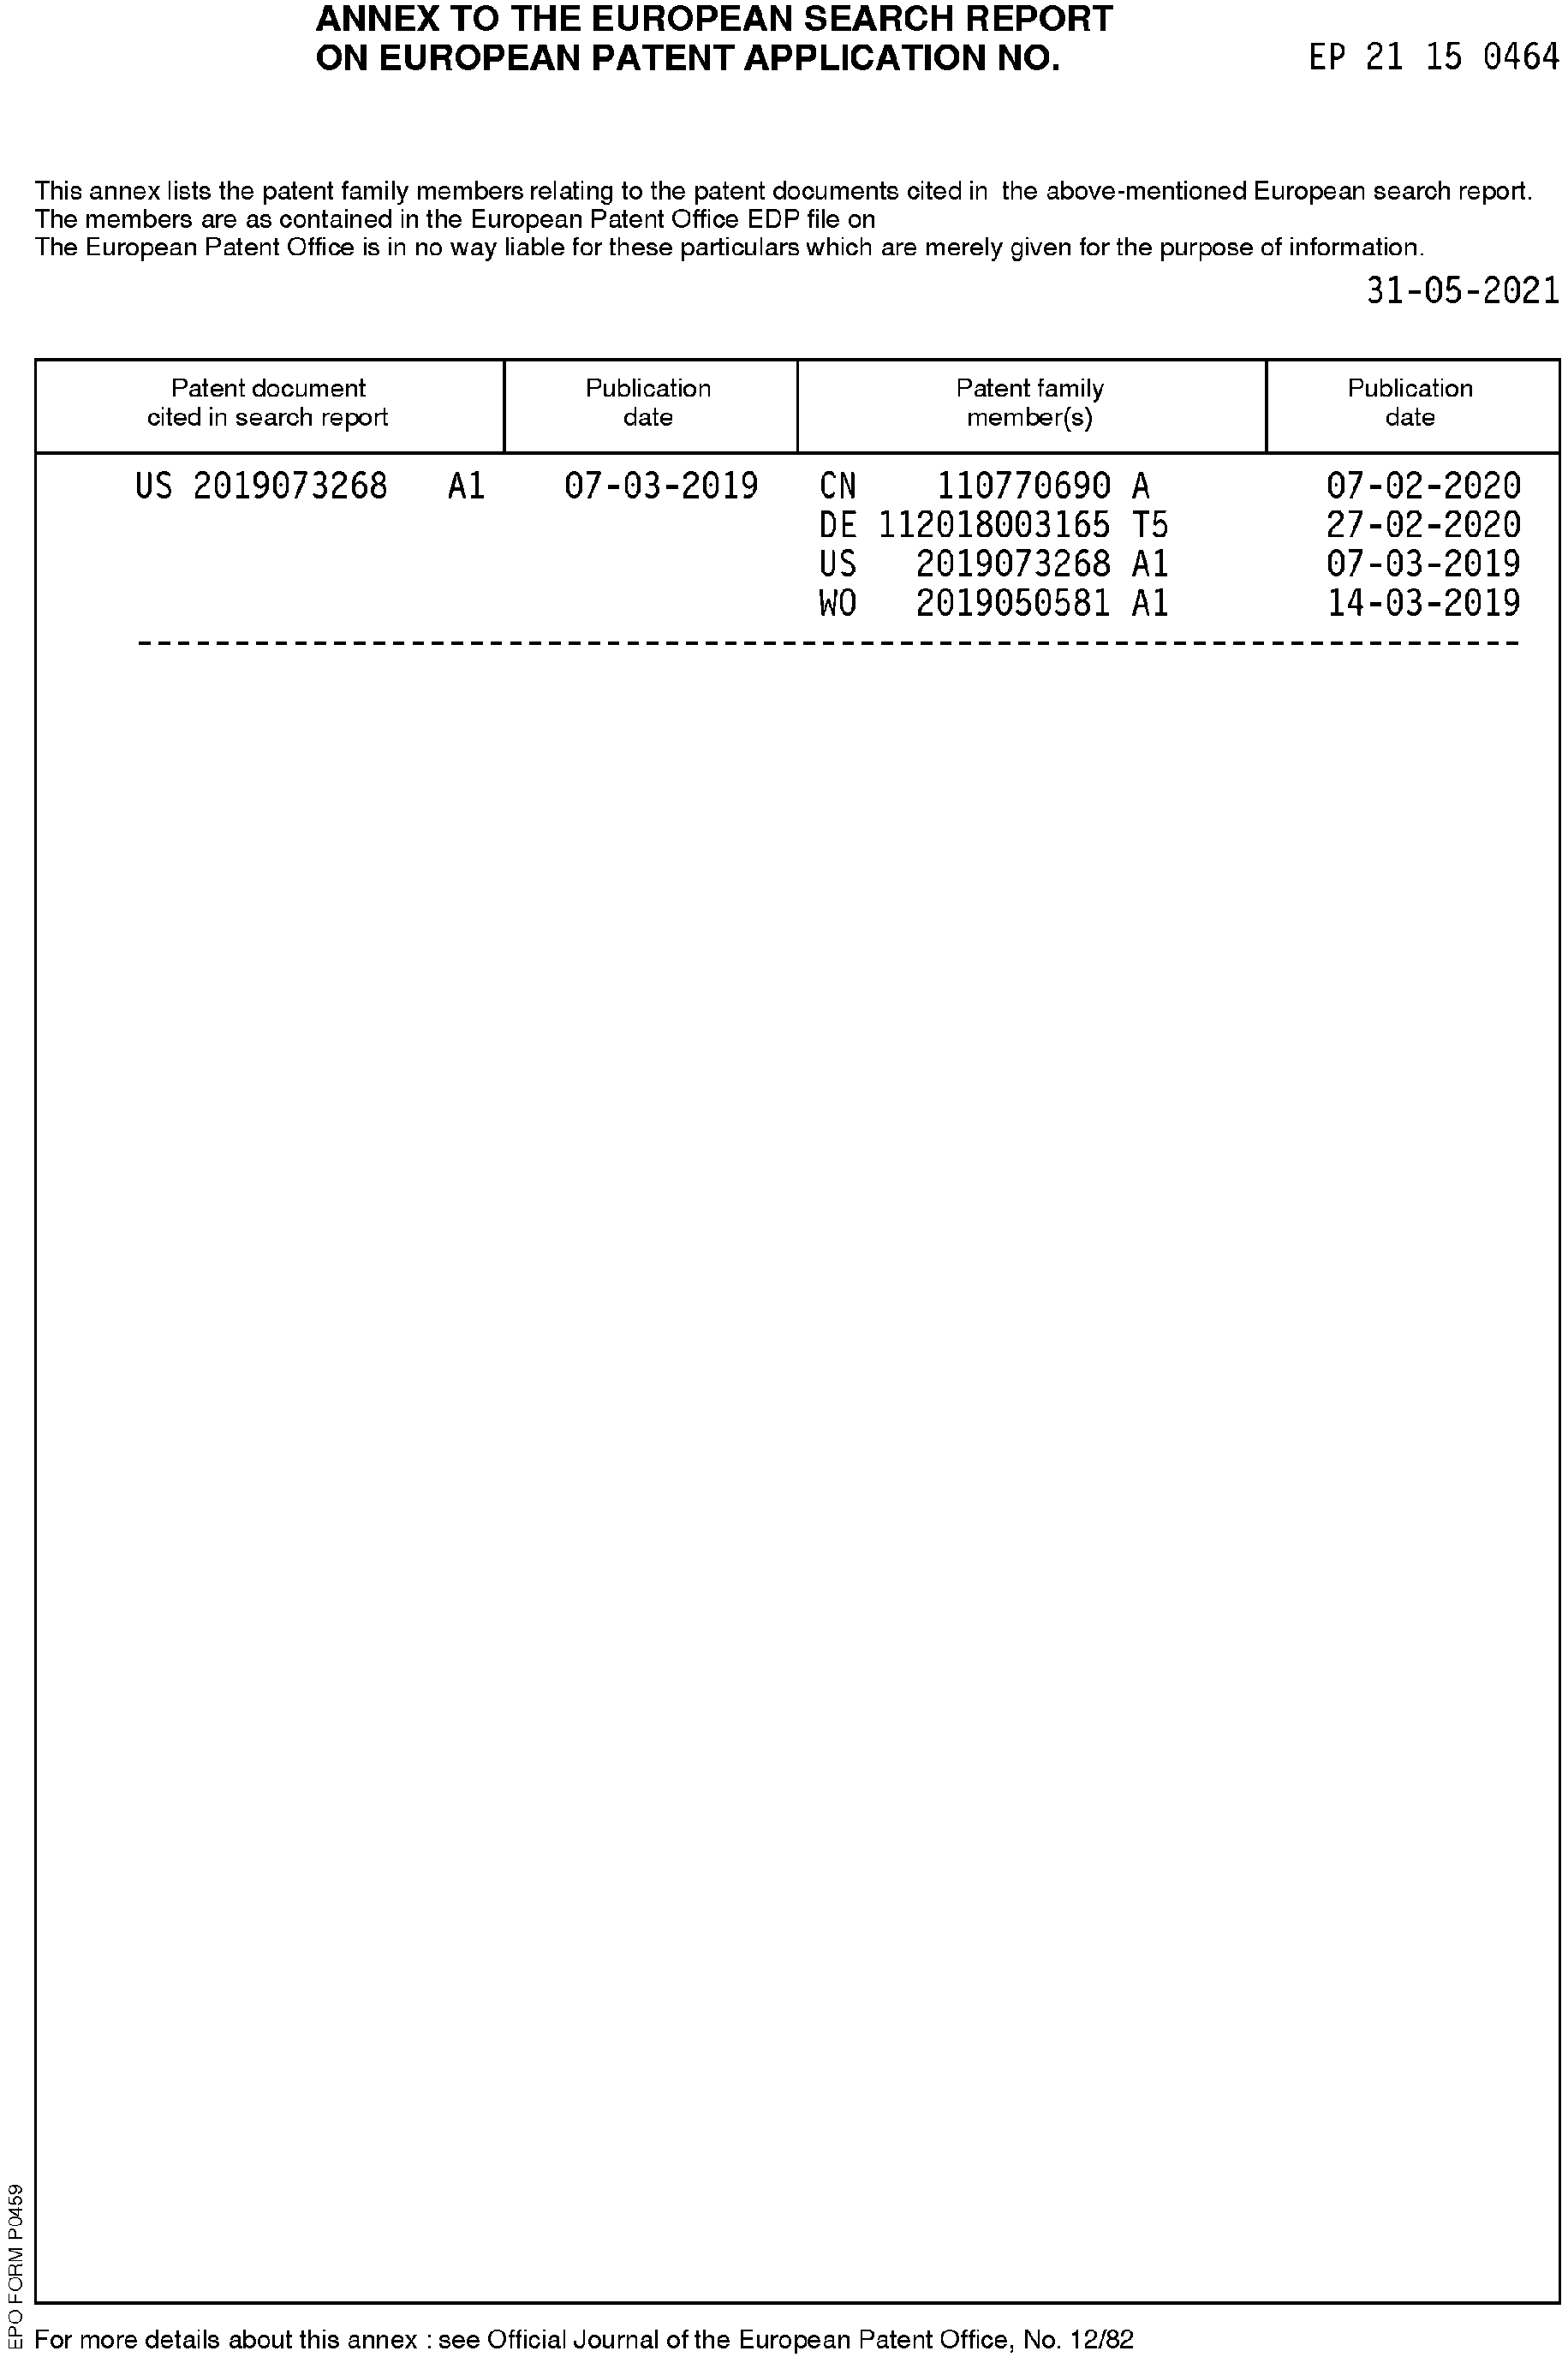 ANNEX TO THE EUROPEAN SEARCH REPORT
ON EUROPEAN PATENT APPLICATION NO. EP 21 15 0464
This annex lists the patent family members relating to the patent documents cited in the above-mentioned European search report.
The members are as contained in the European Patent Office EDP file on
The European Patent Office is in no way liable for these particulars which are merely given for the purpose of information.
31-05-2021
Patent document Publication Patent family Publication
cited in search report date member(s) date
US 2019073268 A1 07-03-2019 CN 110770690 A 07-02-2020
DE 112018003165 T5 27-02-2020
US 2019073268 A1 07-03-2019
WO 2019050581 A1 14-03-2019
EPO FORM P0459
For more details about this annex : see Official Journal of the European Patent Office, No. 12/82